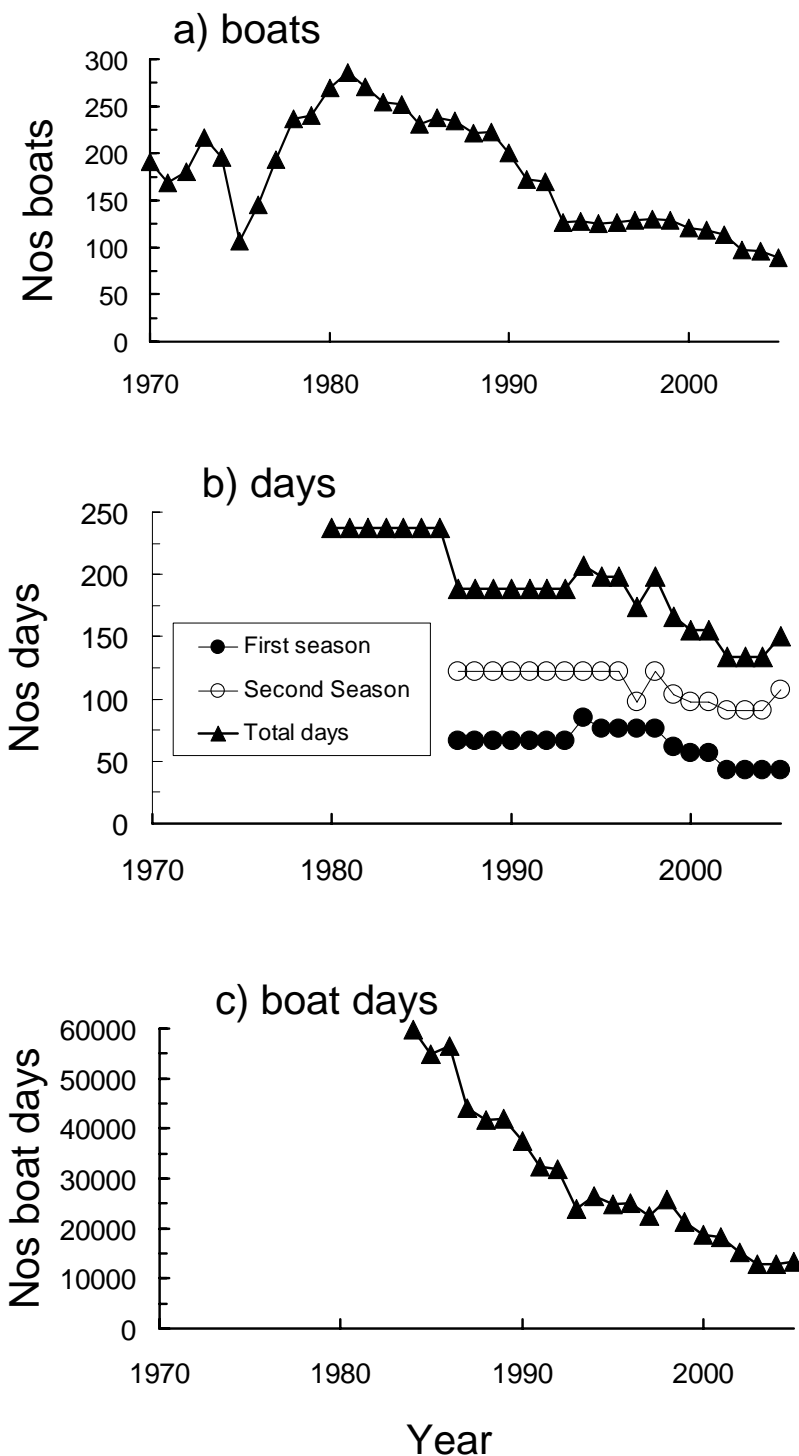 a) boats
300
250
200
150
100
50
0
Nos boats
1970 1980 1990 2000
b) days
250
200
150
100
50
0
Nos days
First season
Second Season
Total days
1970 1980 1990 2000
c) boat days
60000
50000
40000
30000
20000
10000
0
Nos boat days
1970 1980 1990 2000
Year